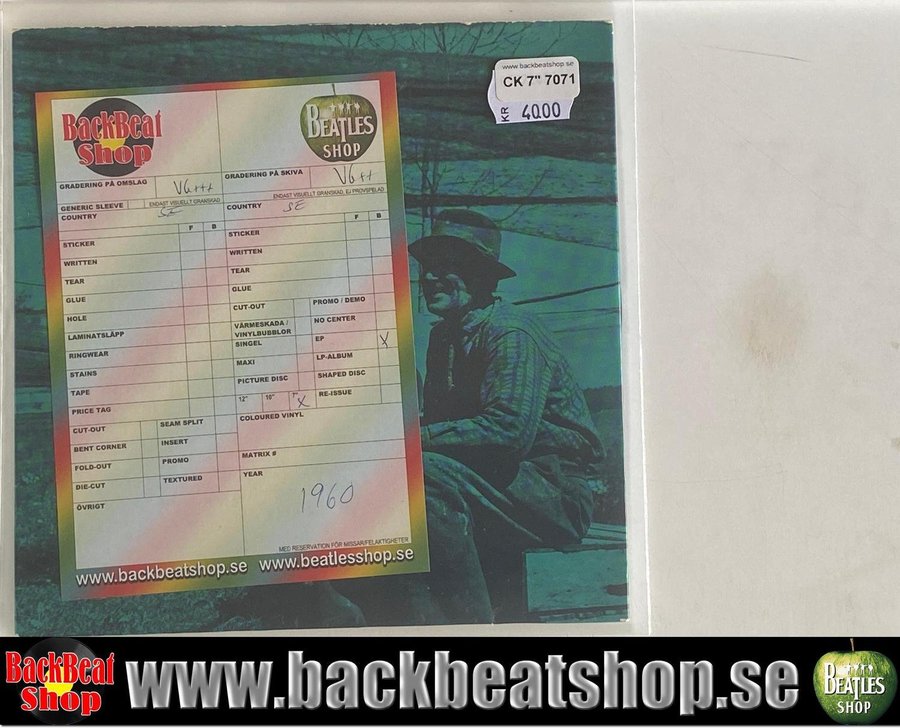 www.backbeatshop.se
CK 7" 7071
KR 4000
BackBeat
Shop
BEATLES
SHOP
GRADERING PÅ OMSLAG VG+++
GRADERING PÅ SKIVA VG++
ENDAST VISUELLT GRANSKAD
ENDAST VISUELLT GRANSKAD, EJ PROVSPELAD
GENERIC SLEEVE
COUNTRY SE
COUNTRY SE
F B
F B
STICKER
WRITTEN
TEAR
GLUE
HOLE
LAMINATSLÄPP
RINGWEAR
STAINS
TAPE
PRICE TAG
CUT-OUT
SEAM SPLIT
BENT CORNER
INSERT
FOLD-OUT
PROMO
DIE-CUT
TEXTURED
ÖVRIGT
STICKER
WRITTEN
TEAR
GLUE
CUT-OUT
PROMO / DEMO
VÄRMESKADA /
VINYLBUBBLOR
NO CENTER
SINGEL
EP X
MAXI
LP-ALBUM
PICTURE DISC
SHAPED DISC
12" 10" 7" X
RE-ISSUE
COLOURED VINYL
MATRIX #
YEAR
1960
MED RESERVATION FÖR MISSAR/FELAKTIGHETER
www.backbeatshop.se www.beatlesshop.se
BackBeat
Shop
www.backbeatshop.se
BEATLES
SHOP